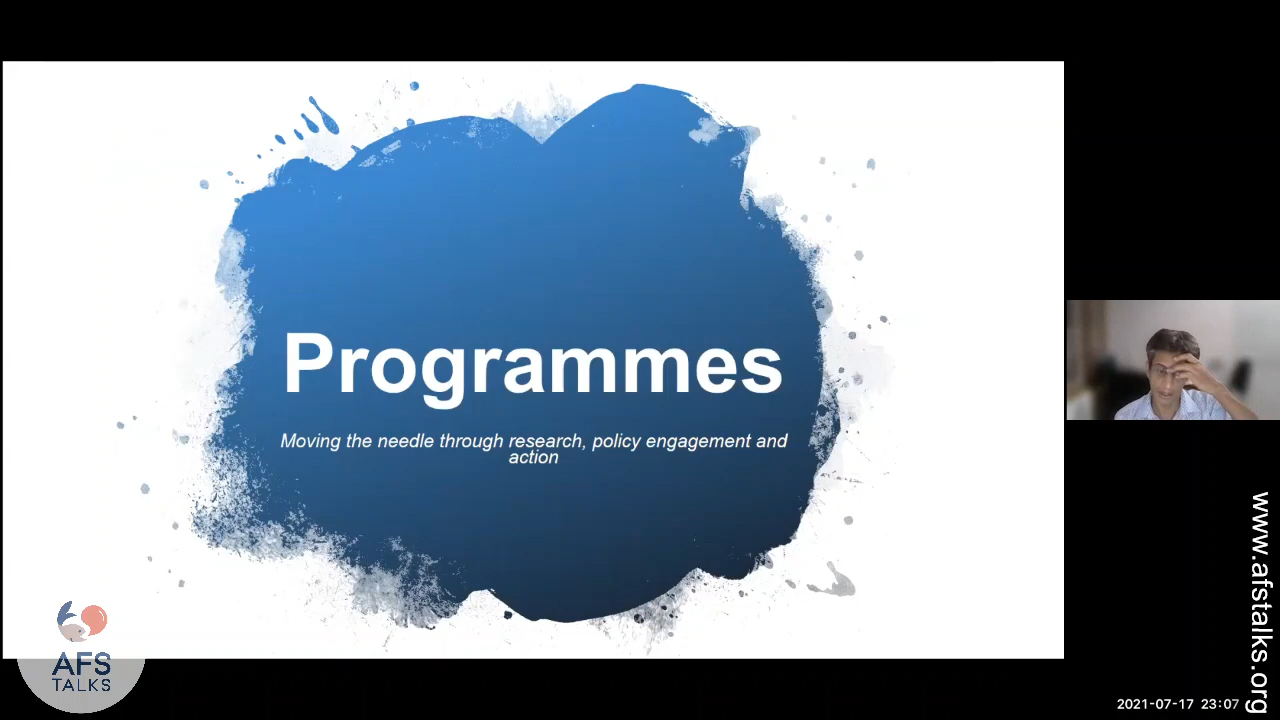 Programmes
Moving the needle through research, policy engagement and
action
AFS
TALKS
www.afstalks.org
2021-07-17 23:07